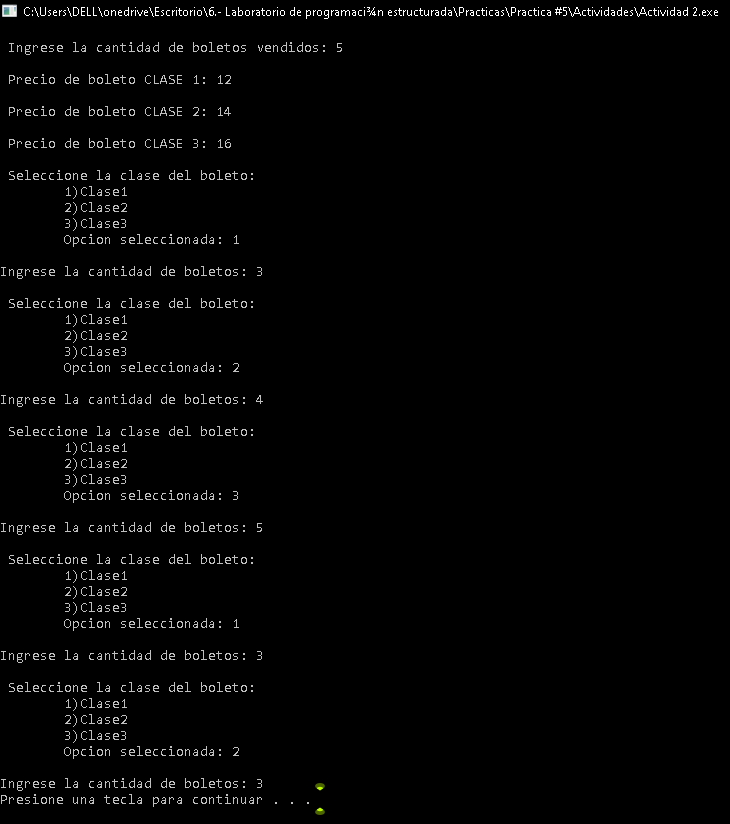 C:\Users\DELL\onedrive\Escritorio\6.- Laboratorio de programaci¾n estructurada\Practicas\Practica #5\Actividades\Actividad 2.exe
Ingrese la cantidad de boletos vendidos: 5
Precio de boleto CLASE 1: 12
Precio de boleto CLASE 2: 14
Precio de boleto CLASE 3: 16
Seleccione la clase del boleto:
1)Clase1
2)Clase2
3)Clase3
Opcion seleccionada: 1
Ingrese la cantidad de boletos: 3
Seleccione la clase del boleto:
1)Clase1
2)Clase2
3)Clase3
Opcion seleccionada: 2
Ingrese la cantidad de boletos: 4
Seleccione la clase del boleto:
1)Clase1
2)Clase2
3)Clase3
Opcion seleccionada: 3
Ingrese la cantidad de boletos: 5
Seleccione la clase del boleto:
1)Clase1
2)Clase2
3)Clase3
Opcion seleccionada: 1
Ingrese la cantidad de boletos: 3
Seleccione la clase del boleto:
1)Clase1
2)Clase2
3)Clase3
Opcion seleccionada: 2
Ingrese la cantidad de boletos: 3
Presione una tecla para continuar . . .